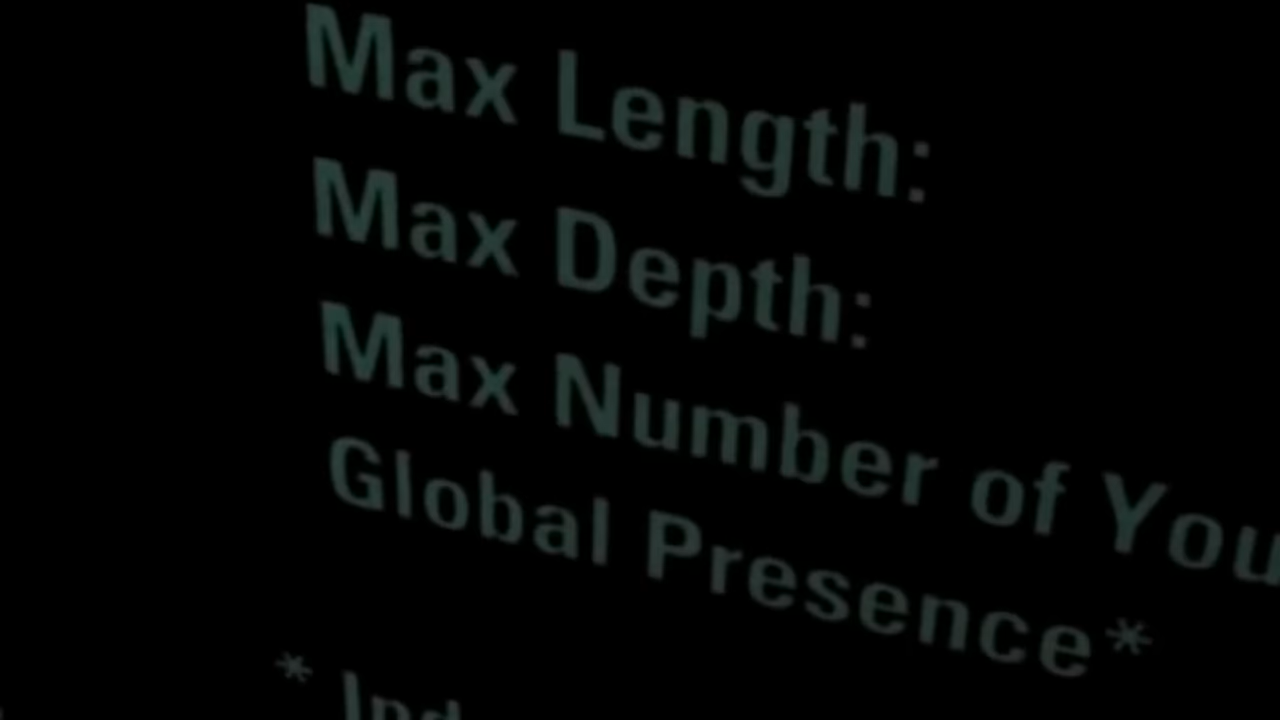 Max Length:
Max Depth:
Max Number of
Global Presence*
*